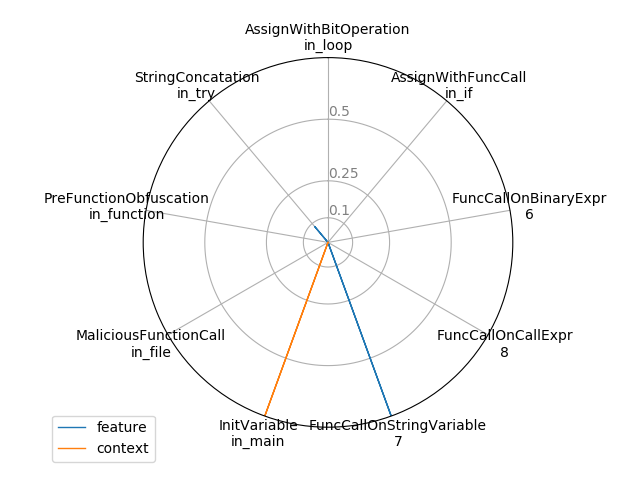 AssignWithBitOperation
in_loop
StringConcatation
in_try
AssignWithFuncCall
in_if
0.5
0.25
0.1
PreFunctionObfuscation
in_function
FuncCallOnBinaryExpr
6
MaliciousFunctionCall
in_file
FuncCallOnCallExpr
8
InitVariable
in_main
FuncCallOnStringVariable
7
feature
context